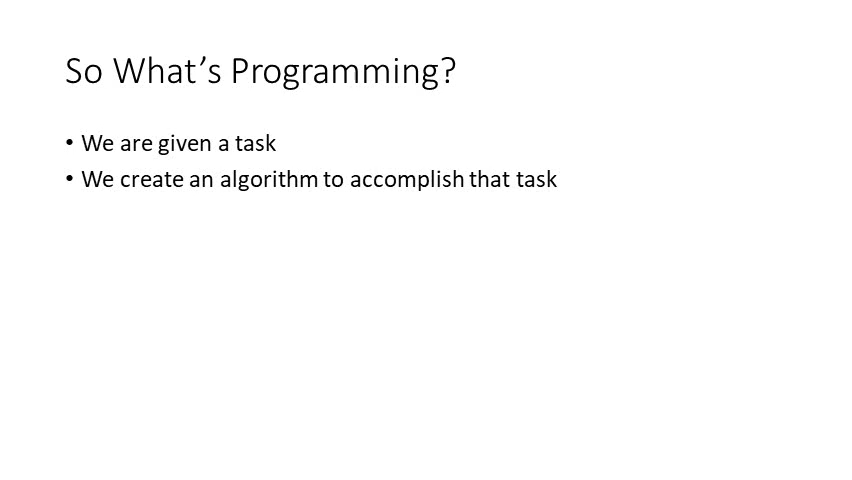 So What’s Programming?
• We are given a task
• We create an algorithm to accomplish that task